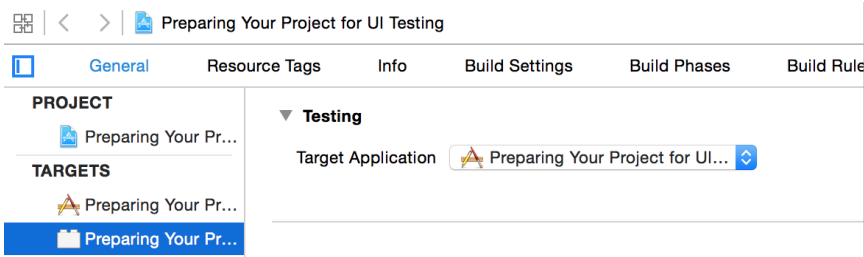 Preparing Your Project for UI Testing
General Resource Tags Info Build Settings Build Phases Build Rule
PROJECT
Preparing Your Pr...
TARGETS
Preparing Your Pr...
Preparing Your Pr...
Testing
Target Application Preparing Your Project for UI...